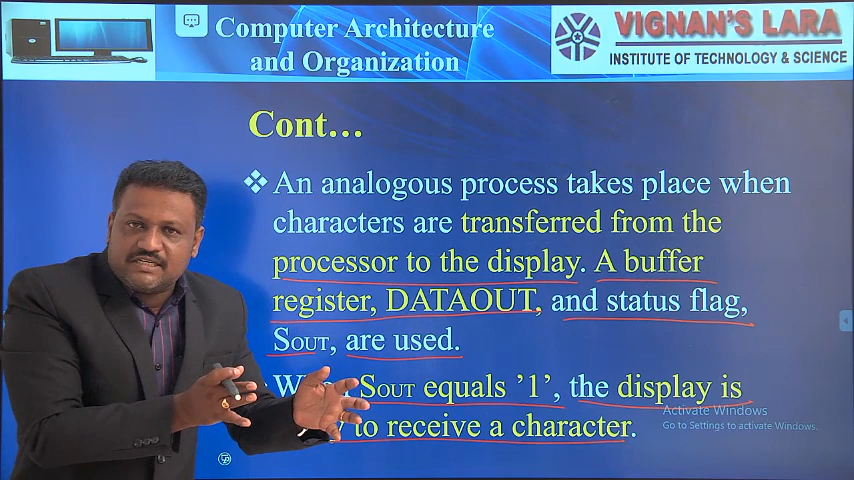 Computer Architecture
and Organization
VIGNAN'S LARA
INSTITUTE OF TECHNOLOGY & SCIENCE
Cont…
❖ An analogous process takes place when
characters are transferred from the
processor to the display. A buffer
register, DATAOUT, and status flag,
SOUT, are used.
SOUT equals ’1’, the display is
to receive a character.
Activate Windows
Go to Settings to activate Windows.